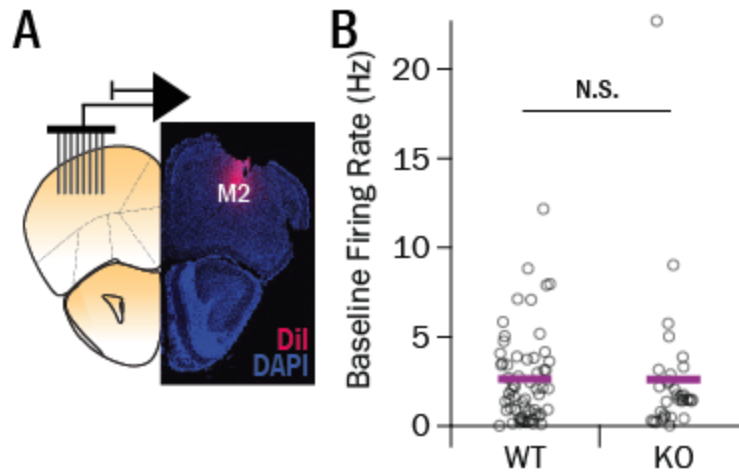 A
M2
DiI
DAPI
B
Baseline Firing Rate (Hz)
20
15
10
5
0
N.S.
WT
KO